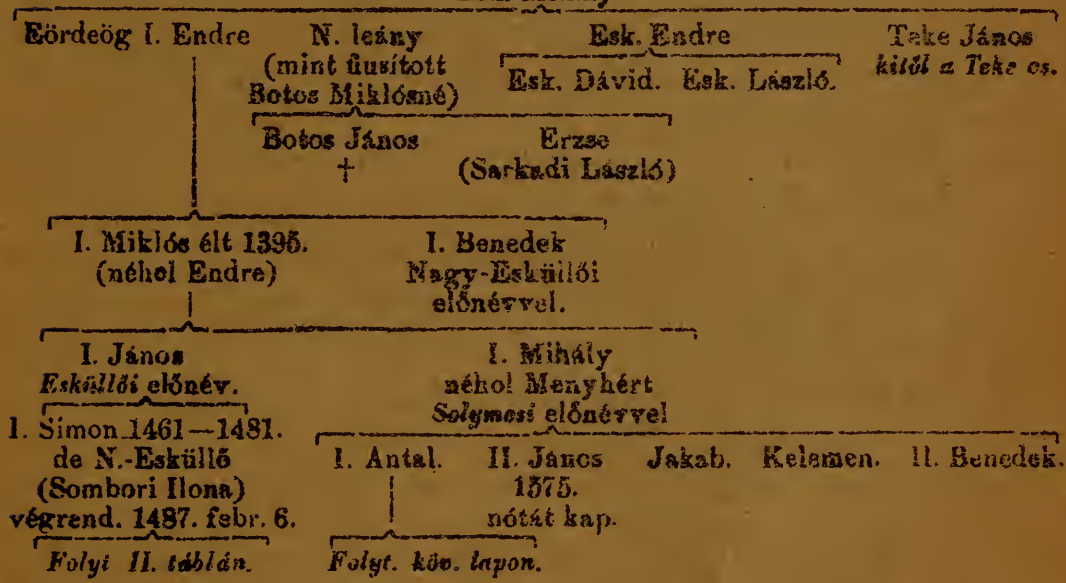 Eördeög I. Endre N. leány Esk. Endre Teke János
(mint fiusított kitől a Teke cs.
Botos Miklósné) Esk. Dávid. Esk. László.
Botos János Erzse
† (Sarkadi László)
I. Miklós élt 1395. I. Benedek
(néhol Endre) Nagy-Esküllői
előnévvel.
I. János I. Mihály
Esküllői előnév. néhol Menyhért
Solymosi előnévvel
I. Simon 1461—1481.
de N.-Esküllő I. Antal. II. János Jakab. Kelemen. II. Benedek.
(Sombori Ilona) 1575.
végrend. 1487. febr. 6. nótát kap.
Folyt II. táblán. Folyt. köv. lapon.